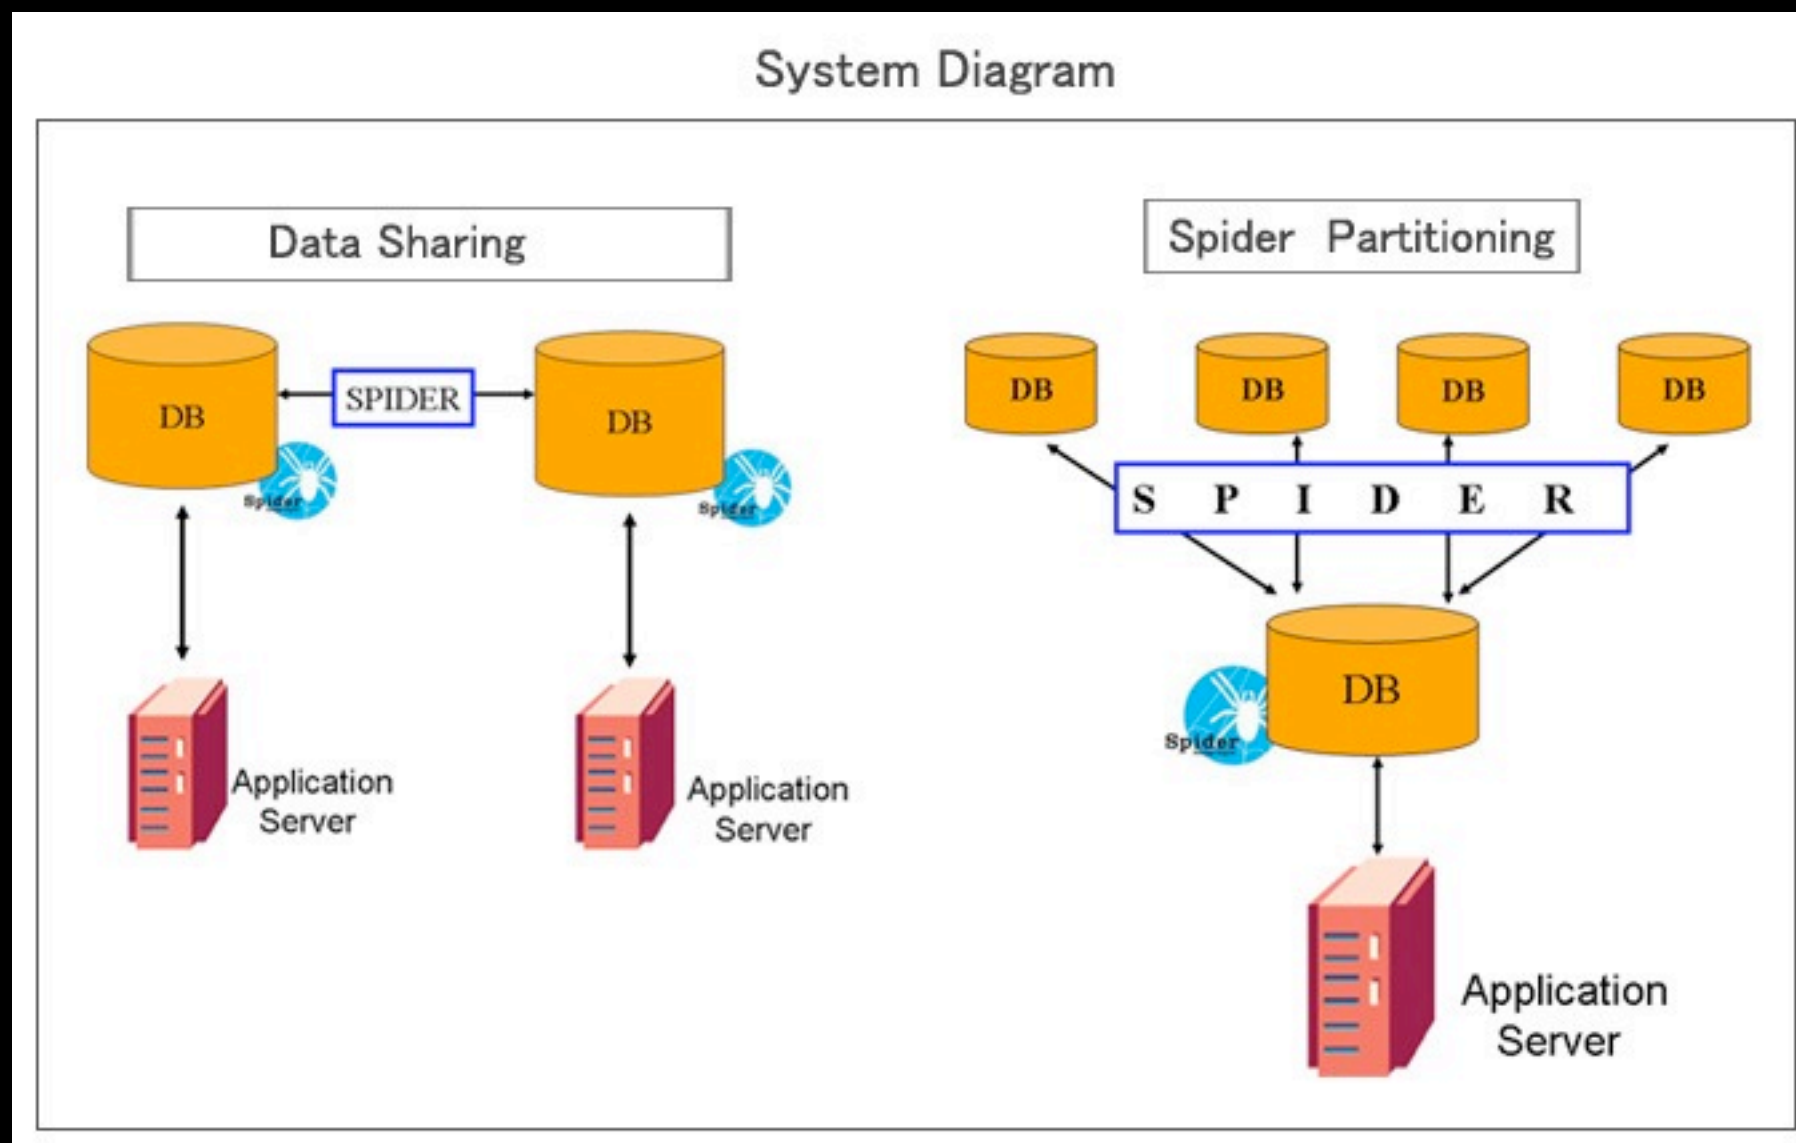 System Diagram
Data Sharing
Spider Partitioning
DB
SPIDER
DB
Spider
Spider
Application
Server
Application
Server
DB
DB
DB
DB
S P I D E R
DB
Spider
Application
Server